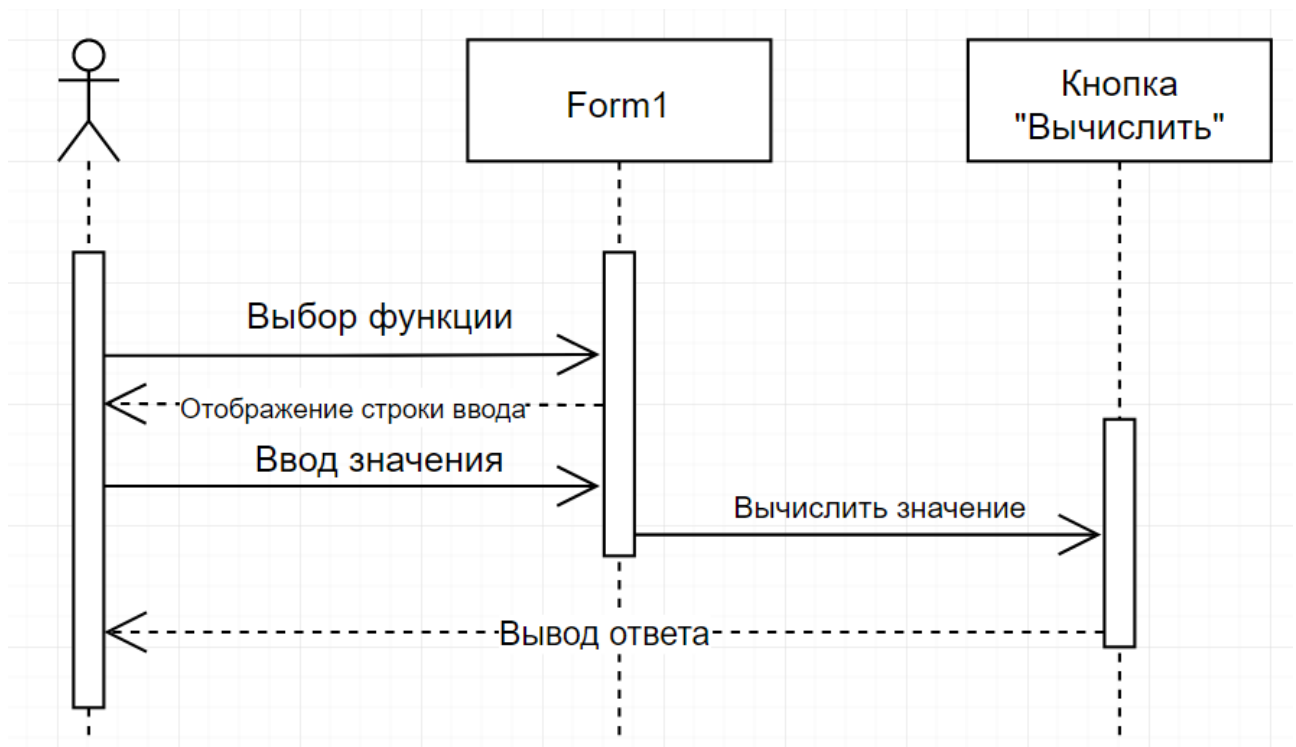 Form1
Кнопка
"Вычислить"
Выбор функции
Отображение строки ввода
Ввод значения
Вычислить значение
Вывод ответа